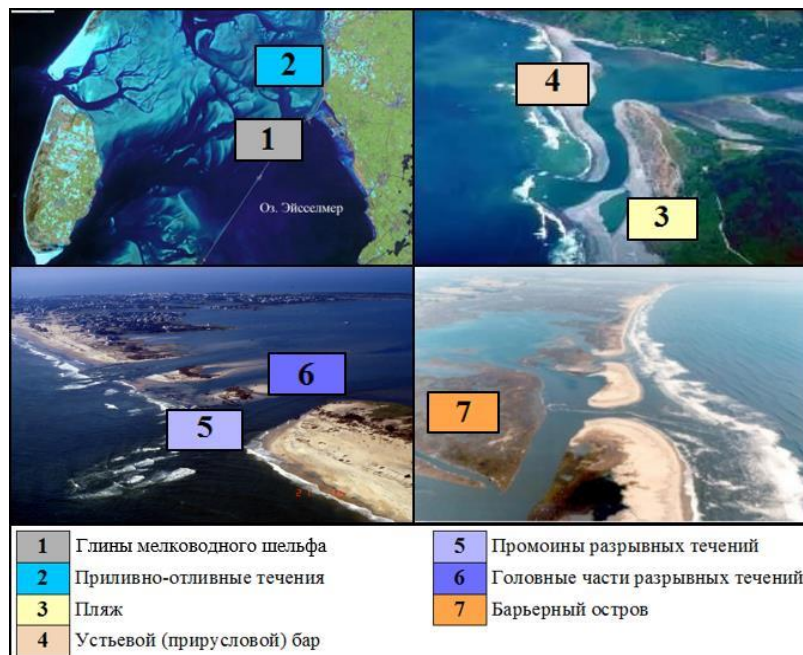 2
1
Оз. Эйсселмер
4
3
6
5
7
1 Глины мелководного шельфа
2 Приливно-отливные течения
3 Пляж
4 Устьевой (прирусловой) бар
5 Промоины разрывных течений
6 Головные части разрывных течений
7 Барьерный остров